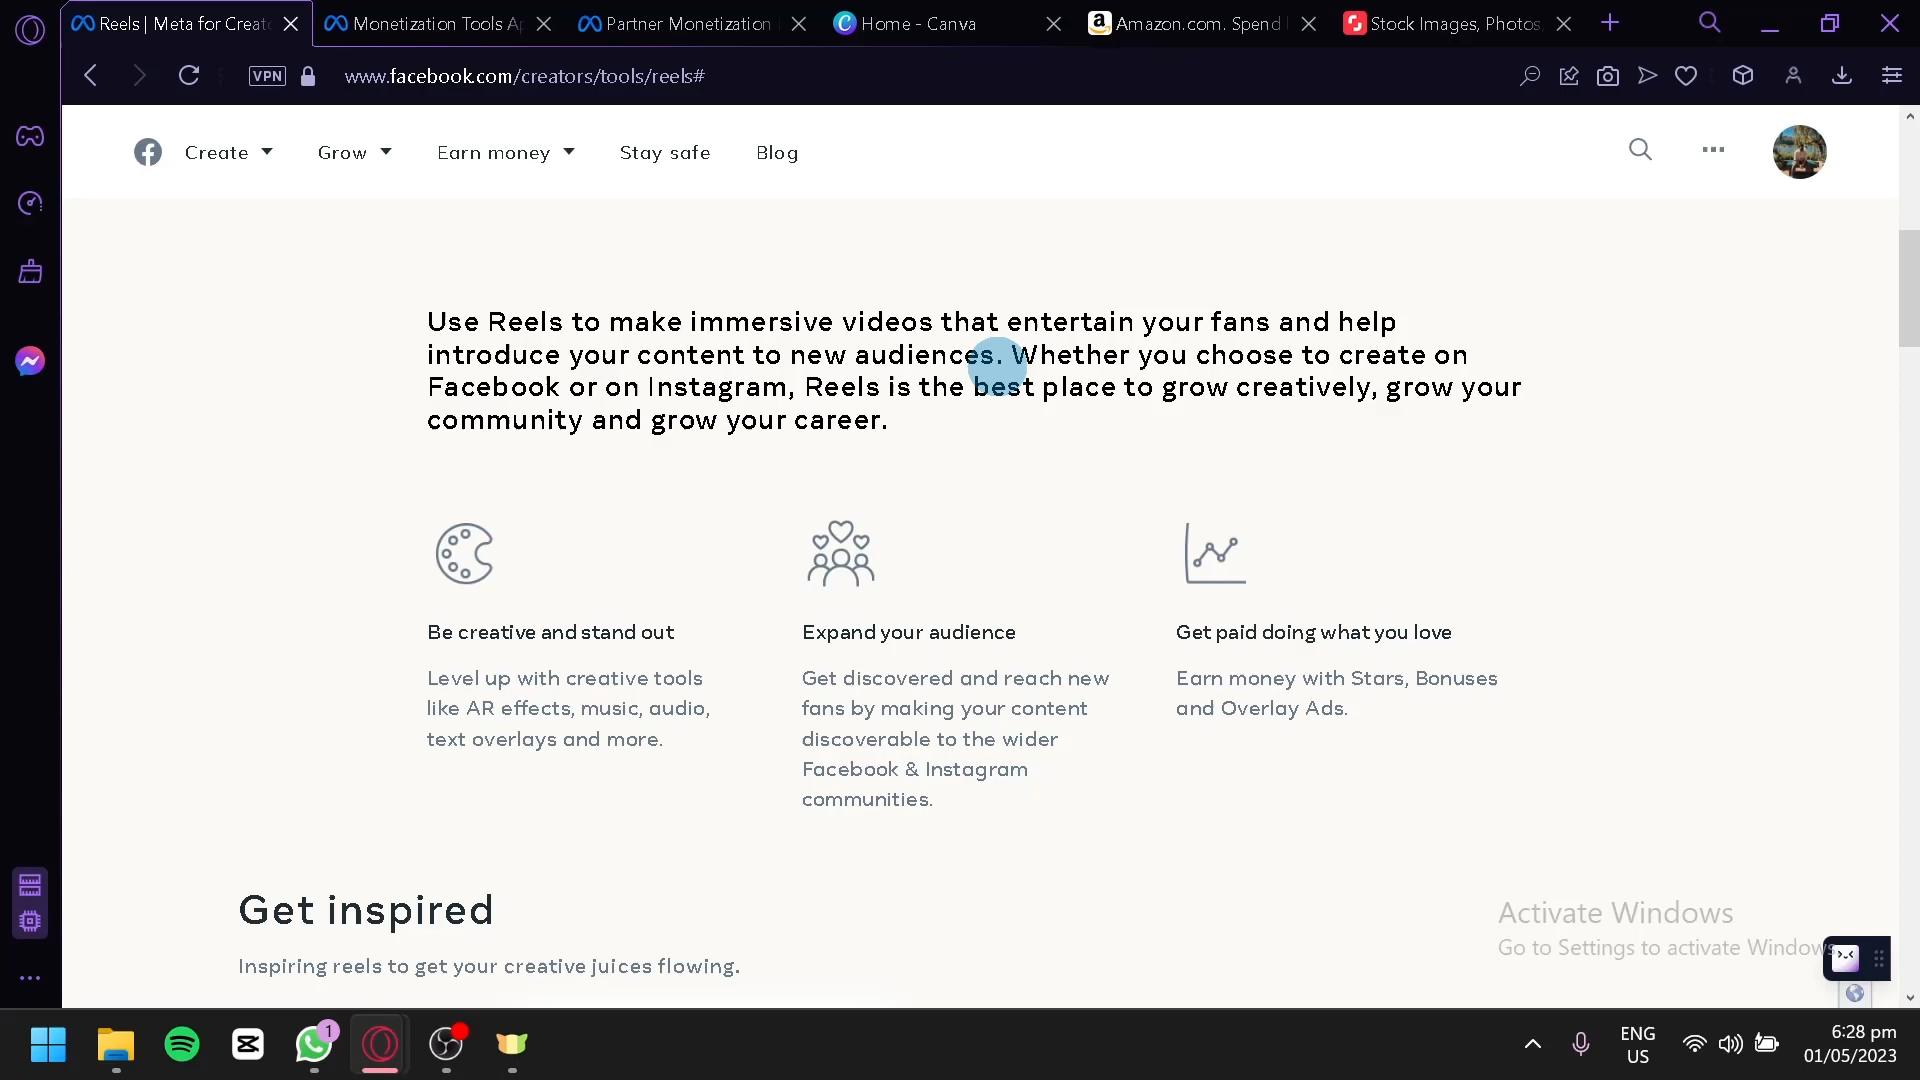 Reels | Meta for Creat
Monetization Tools A
Partner Monetization
Home - Canva
Amazon.com. Spend
Stock Images, Photos,
VPN
www.facebook.com/creators/tools/reels#
Create
Grow
Earn money
Stay safe
Blog
Use Reels to make immersive videos that entertain your fans and help
introduce your content to new audiences. Whether you choose to create on
Facebook or on Instagram, Reels is the best place to grow creatively, grow your
community and grow your career.
Be creative and stand out
Level up with creative tools
like AR effects, music, audio,
text overlays and more.
Expand your audience
Get discovered and reach new
fans by making your content
discoverable to the wider
Facebook & Instagram
communities.
Get paid doing what you love
Earn money with Stars, Bonuses
and Overlay Ads.
Get inspired
Inspiring reels to get your creative juices flowing.
Activate Windows
Go to Settings to activate Windows
1
ENG
US
6:28 pm
01/05/2023